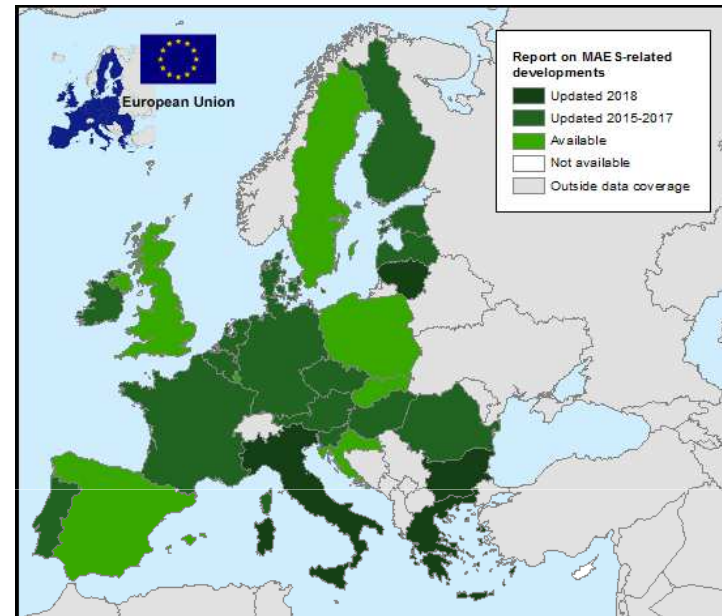 European Union
Report on MAES-related
developments
Updated 2018
Updated 2015-2017
Available
Not available
Outside data coverage